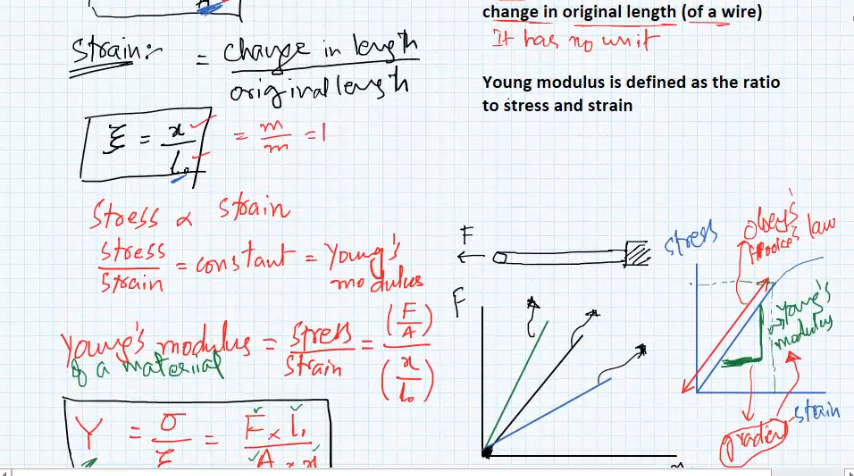 A
change in original length (of a wire)
It has no unit
Strain:- = change in length / original length
Young modulus is defined as the ratio
to stress and strain
ξ = x / L₀ = m / m = 1
Stress ∝ strain
stress / strain = constant = Young's modulus
Young's modulus = stress / strain = (F / A) / (x / L₀)
of a material
Y = σ / ξ = F × L₀ / A × x
F
F
stress
obey's Hooke's law
Young's modulus
strain